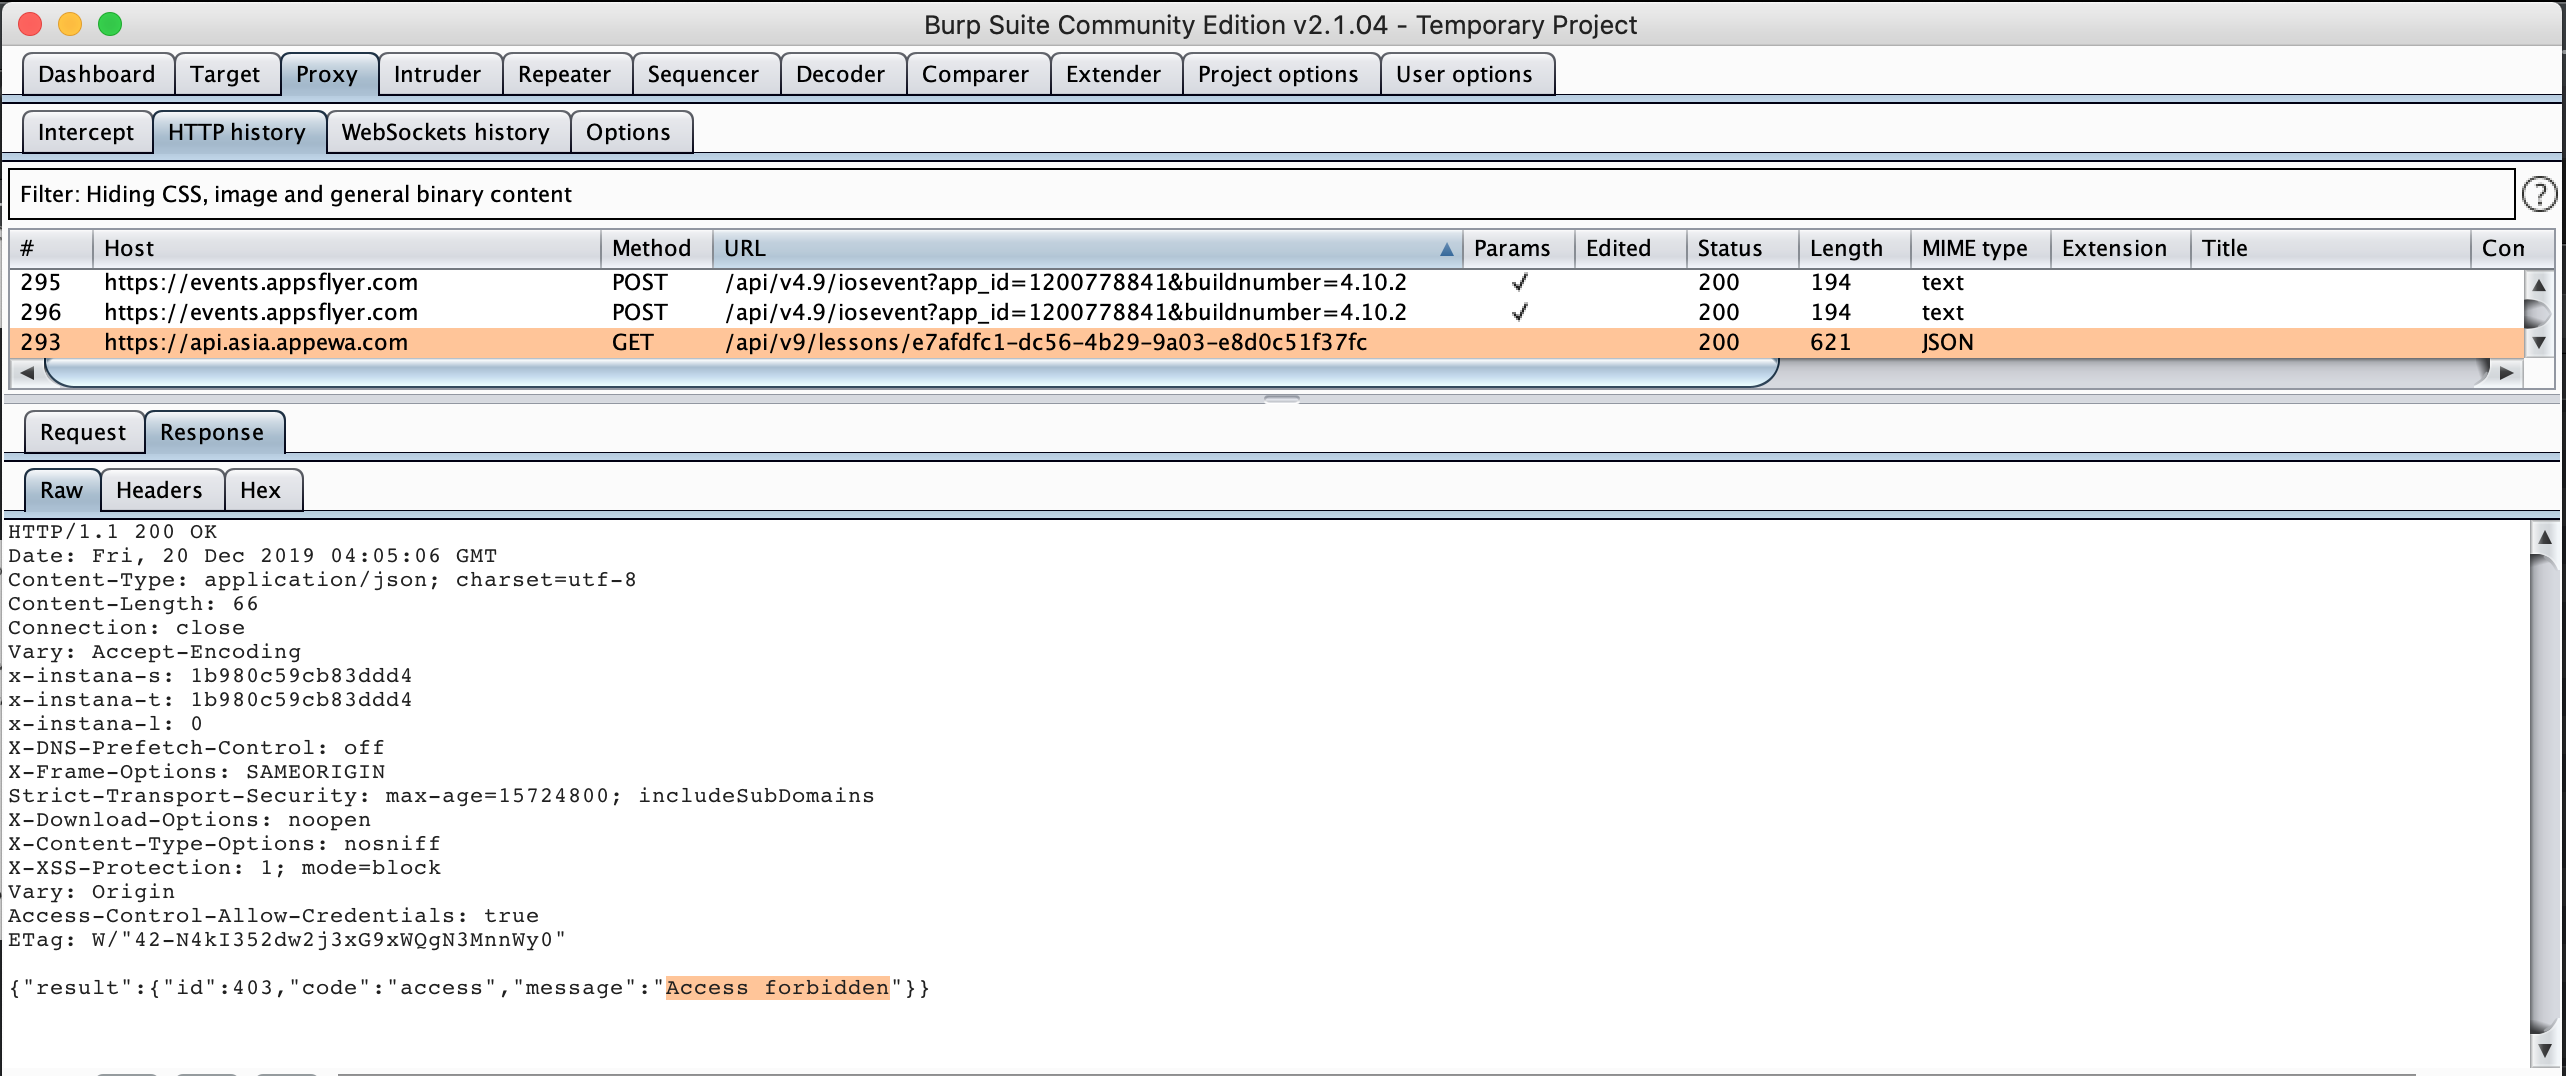 Burp Suite Community Edition v2.1.04 - Temporary Project
Dashboard Target Proxy Intruder Repeater Sequencer Decoder Comparer Extender Project options User options
Intercept HTTP history WebSockets history Options
Filter: Hiding CSS, image and general binary content ?
# Host Method URL Params Edited Status Length MIME type Extension Title Con
295 https://events.appsflyer.com POST /api/v4.9/iosevent?app_id=1200778841&buildnumber=4.10.2 ✓ 200 194 text
296 https://events.appsflyer.com POST /api/v4.9/iosevent?app_id=1200778841&buildnumber=4.10.2 ✓ 200 194 text
293 https://api.asia.appewa.com GET /api/v9/lessons/e7afdfc1-dc56-4b29-9a03-e8d0c51f37fc 200 621 JSON
Request Response
Raw Headers Hex
HTTP/1.1 200 OK
Date: Fri, 20 Dec 2019 04:05:06 GMT
Content-Type: application/json; charset=utf-8
Content-Length: 66
Connection: close
Vary: Accept-Encoding
x-instana-s: 1b980c59cb83ddd4
x-instana-t: 1b980c59cb83ddd4
x-instana-l: 0
X-DNS-Prefetch-Control: off
X-Frame-Options: SAMEORIGIN
Strict-Transport-Security: max-age=15724800; includeSubDomains
X-Download-Options: noopen
X-Content-Type-Options: nosniff
X-XSS-Protection: 1; mode=block
Vary: Origin
Access-Control-Allow-Credentials: true
ETag: W/"42-N4kI352dw2j3xG9xWQgN3MnnWy0"
{"result":{"id":403,"code":"access","message":"Access forbidden"}}